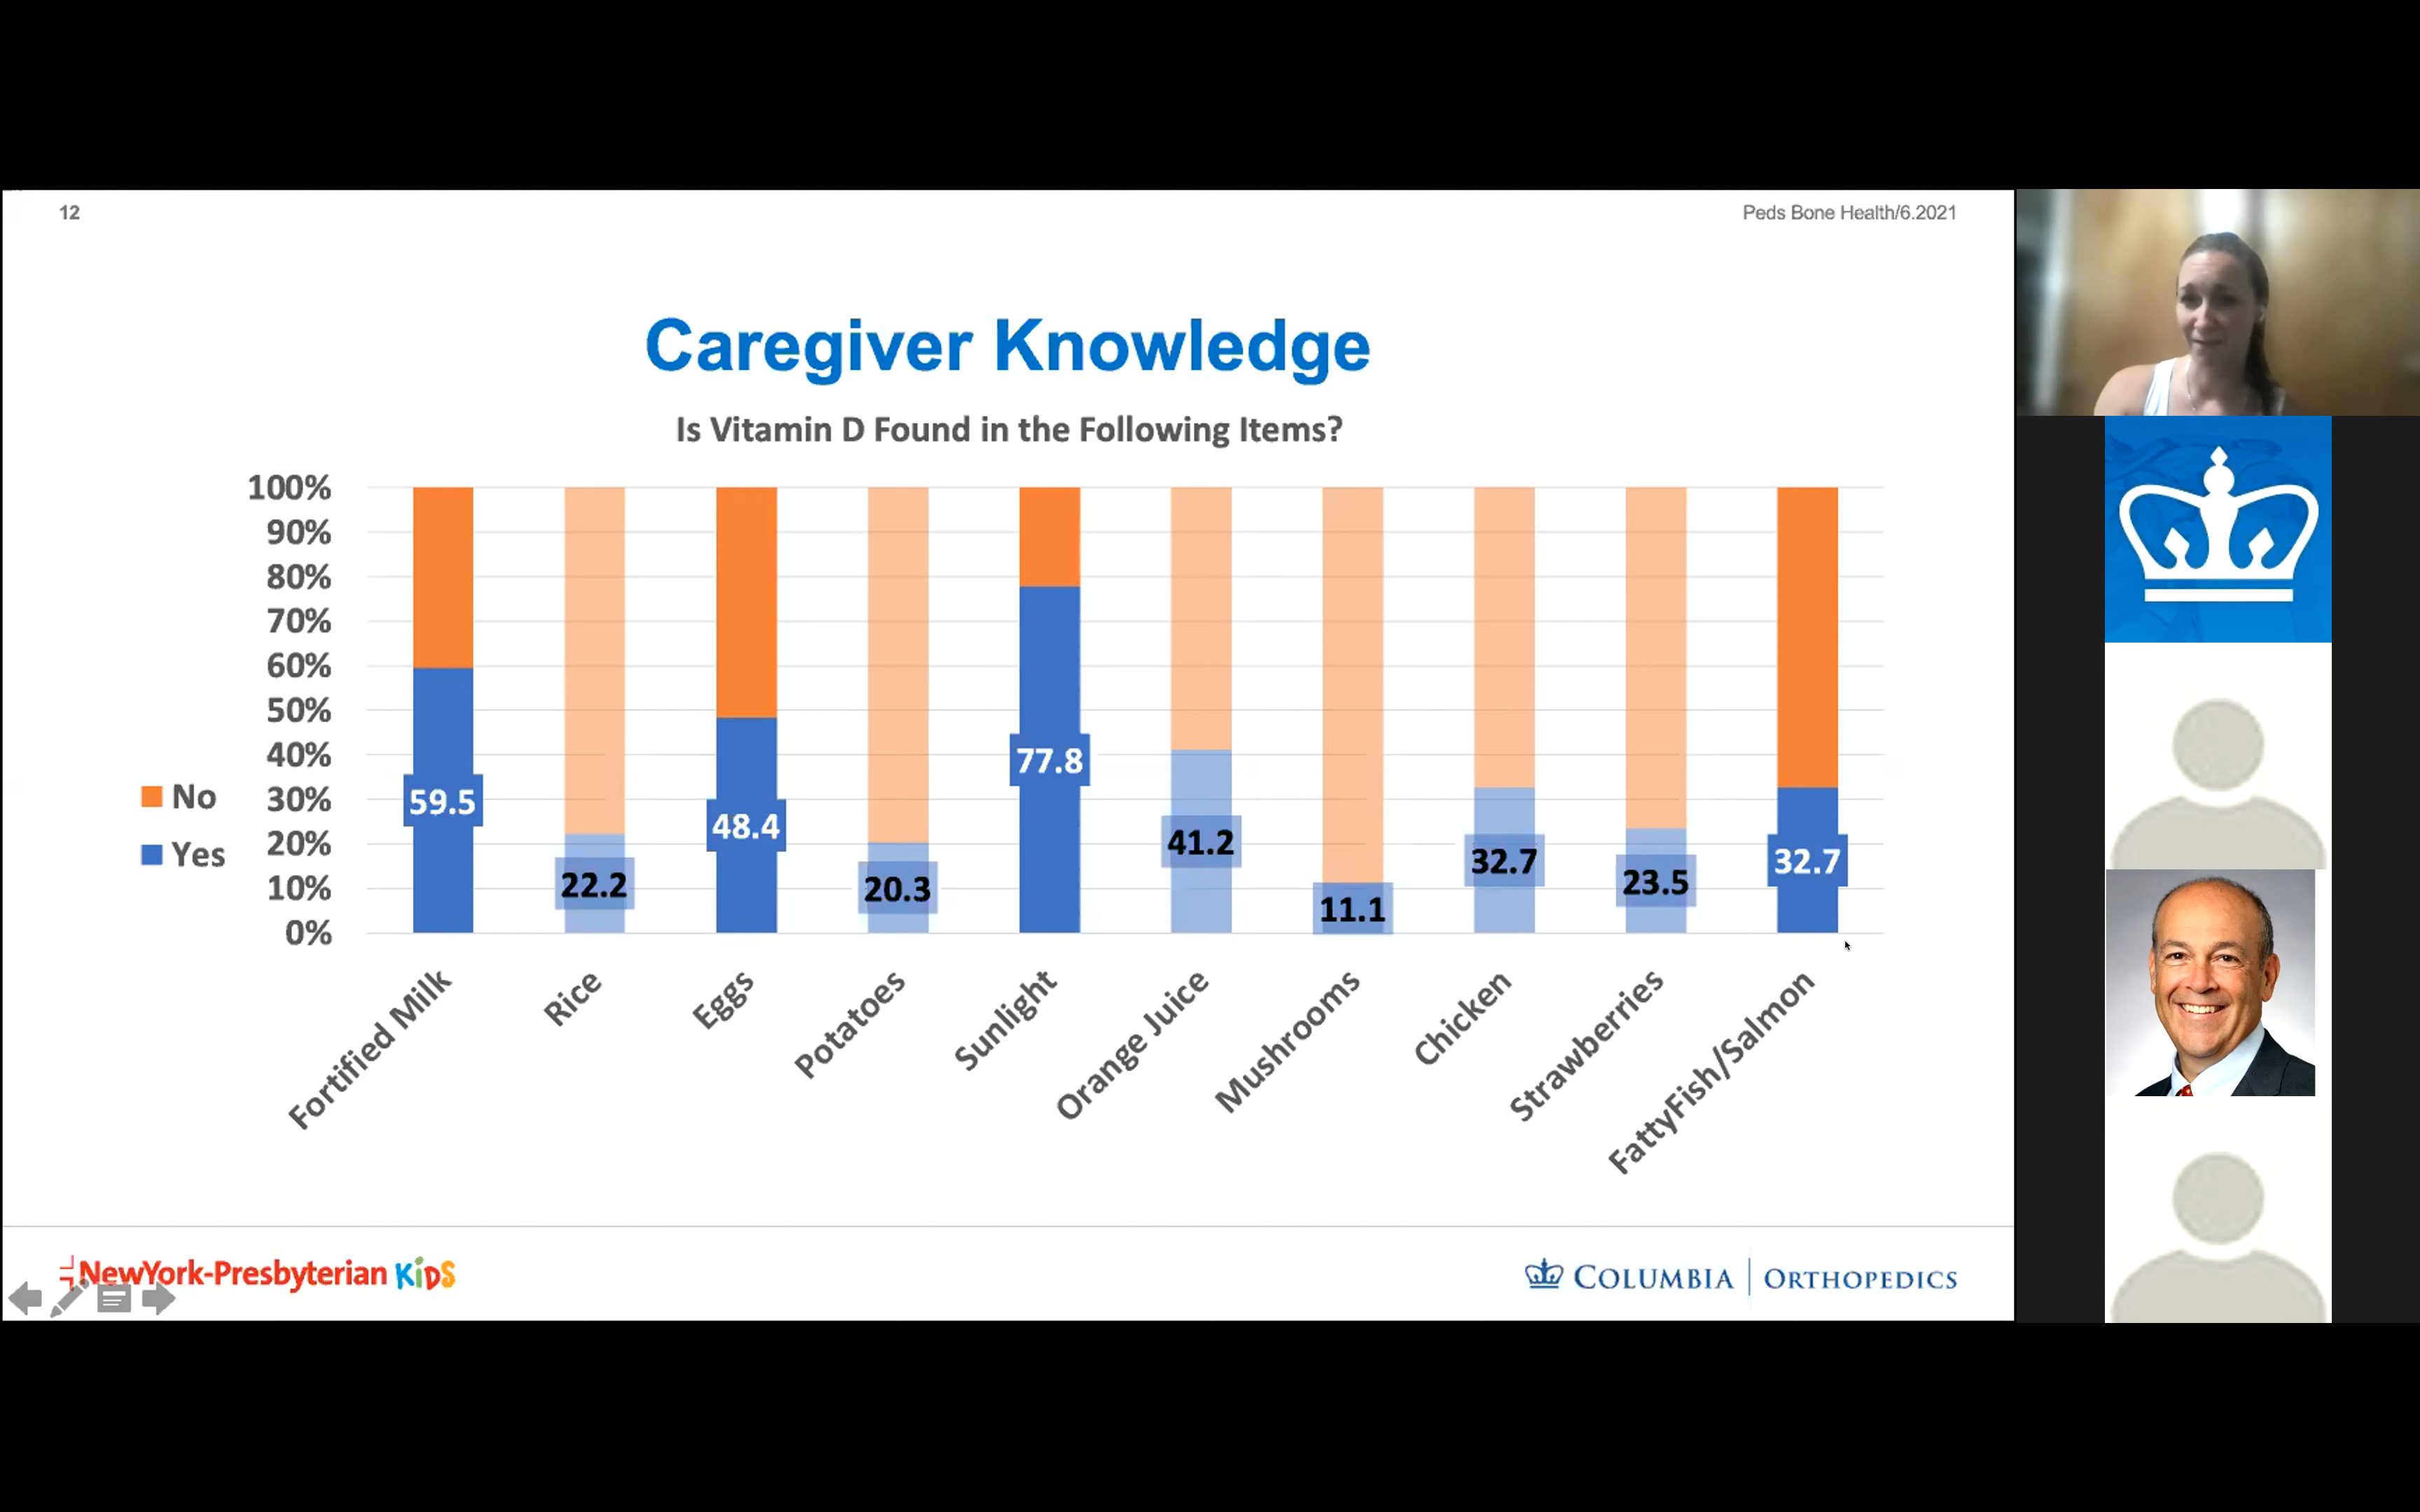 12
Peds Bone Health/6.2021
Caregiver Knowledge
Is Vitamin D Found in the Following Items?
100%
90%
80%
70%
60%
50%
40%
30%
20%
10%
0%
No
Yes
59.5
22.2
48.4
20.3
77.8
41.2
11.1
32.7
23.5
32.7
Fortified Milk
Rice
Eggs
Potatoes
Sunlight
Orange Juice
Mushrooms
Chicken
Strawberries
FattyFish/Salmon
NewYork-Presbyterian KiDS
COLUMBIA | ORTHOPEDICS